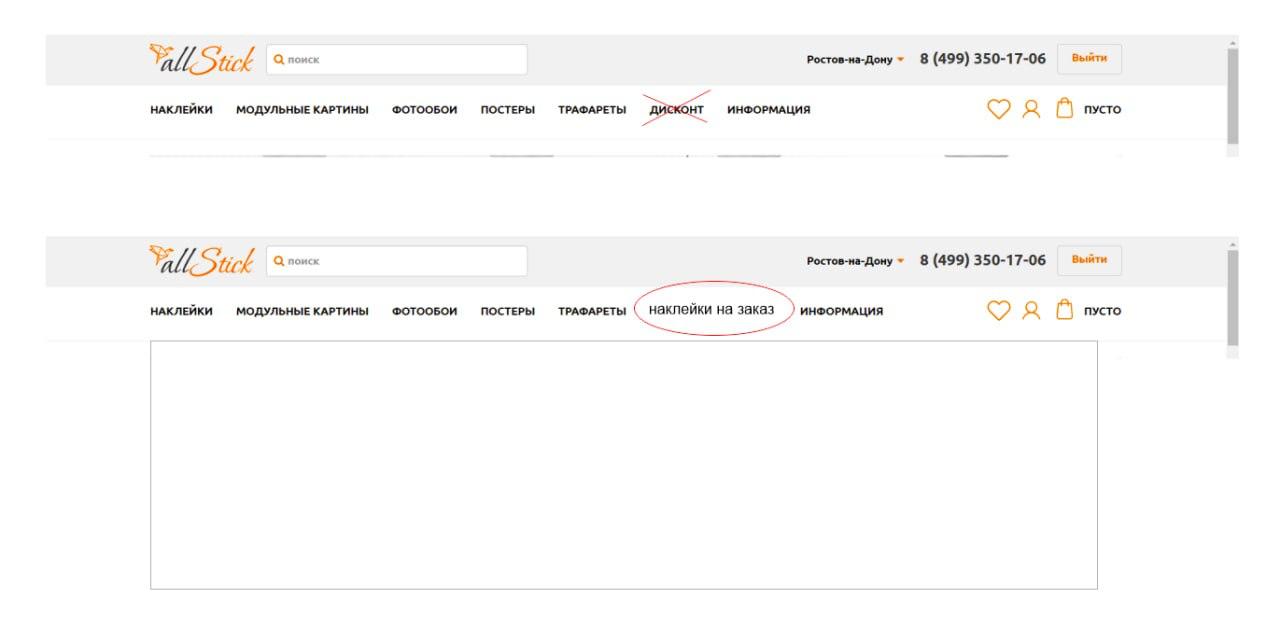 allStick поиск Ростов-на-Дону 8 (499) 350-17-06 Выйти
НАКЛЕЙКИ МОДУЛЬНЫЕ КАРТИНЫ ФОТООБОИ ПОСТЕРЫ ТРАФАРЕТЫ ДИСКОНТ ИНФОРМАЦИЯ ПУСТО
allStick поиск Ростов-на-Дону 8 (499) 350-17-06 Выйти
НАКЛЕЙКИ МОДУЛЬНЫЕ КАРТИНЫ ФОТООБОИ ПОСТЕРЫ ТРАФАРЕТЫ наклейки на заказ ИНФОРМАЦИЯ ПУСТО